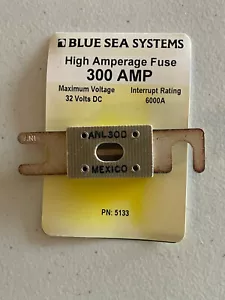 BLUE SEA SYSTEMS
High Amperage Fuse
300 AMP
Maximum Voltage Interrupt Rating
32 Volts DC 6000A
ANL300
MEXICO
PN: 5133